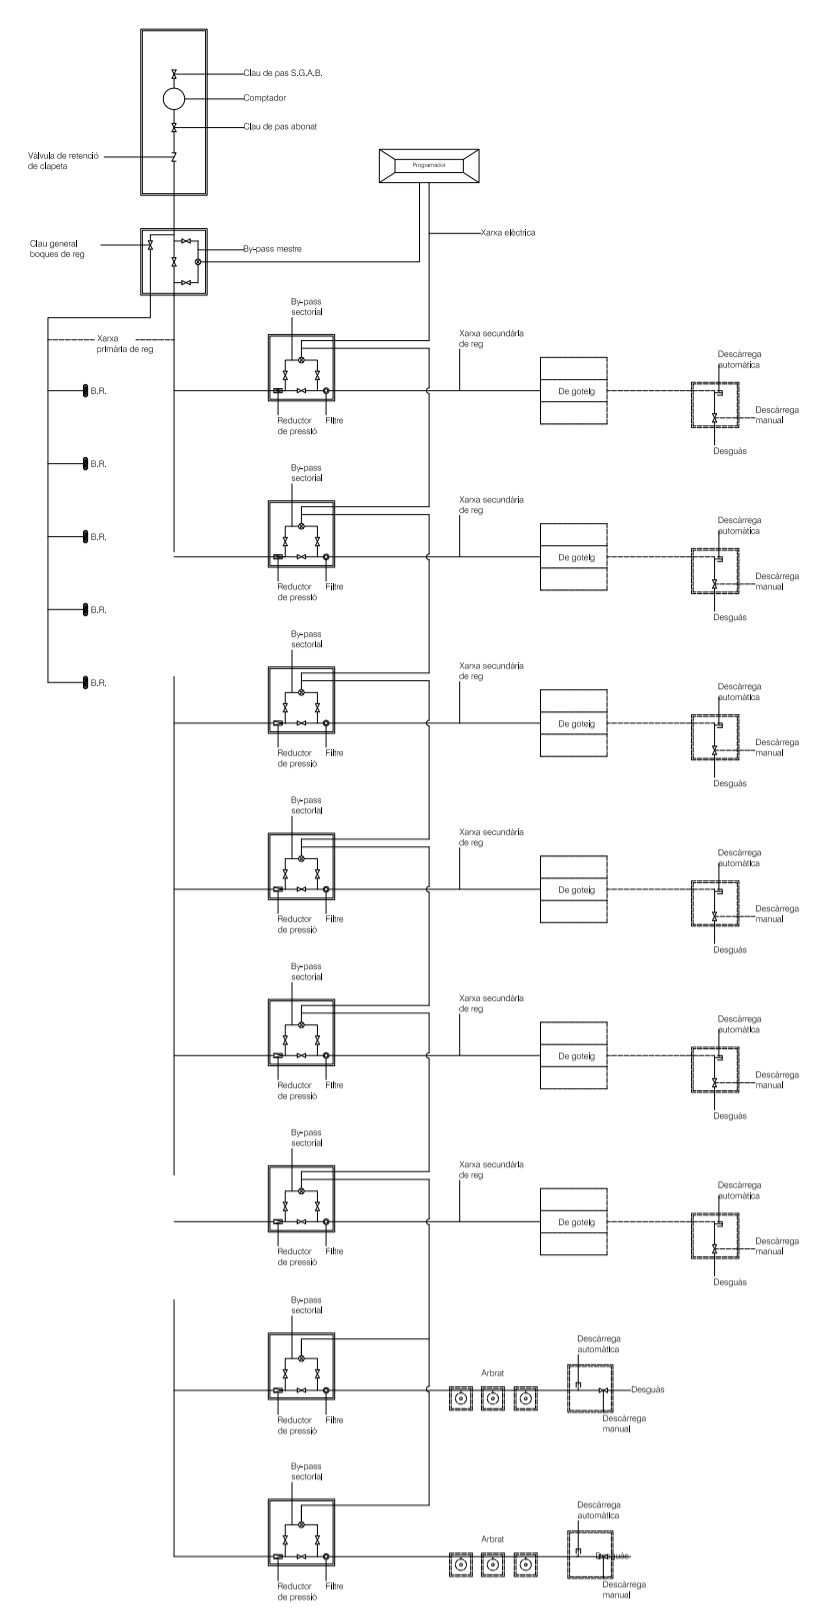 Clau de pas S.G.A.B.
Comptador
Clau de pas abonat
Vàlvula de retenció
de clapeta
Programador
Xarxa elèctrica
Clau general
boques de reg
By-pass mestre
Xarxa
primària de reg
B.R.
B.R.
B.R.
B.R.
B.R.
By-pass
sectorial
Reductor
de pressió
Filtre
Xarxa secundària
de reg
De goteig
Descàrrega
automàtica
Descàrrega
manual
Desguàs
By-pass
sectorial
Reductor
de pressió
Filtre
Xarxa secundària
de reg
De goteig
Descàrrega
automàtica
Descàrrega
manual
Desguàs
By-pass
sectorial
Reductor
de pressió
Filtre
Xarxa secundària
de reg
De goteig
Descàrrega
automàtica
Descàrrega
manual
Desguàs
By-pass
sectorial
Reductor
de pressió
Filtre
Xarxa secundària
de reg
De goteig
Descàrrega
automàtica
Descàrrega
manual
Desguàs
By-pass
sectorial
Reductor
de pressió
Filtre
Xarxa secundària
de reg
De goteig
Descàrrega
automàtica
Descàrrega
manual
Desguàs
By-pass
sectorial
Reductor
de pressió
Filtre
Xarxa secundària
de reg
De goteig
Descàrrega
automàtica
Descàrrega
manual
Desguàs
By-pass
sectorial
Reductor
de pressió
Filtre
Arbrat
Descàrrega
automàtica
Desguàs
Descàrrega
manual
By-pass
sectorial
Reductor
de pressió
Filtre
Arbrat
Descàrrega
automàtica
Desguàs
Descàrrega
manual